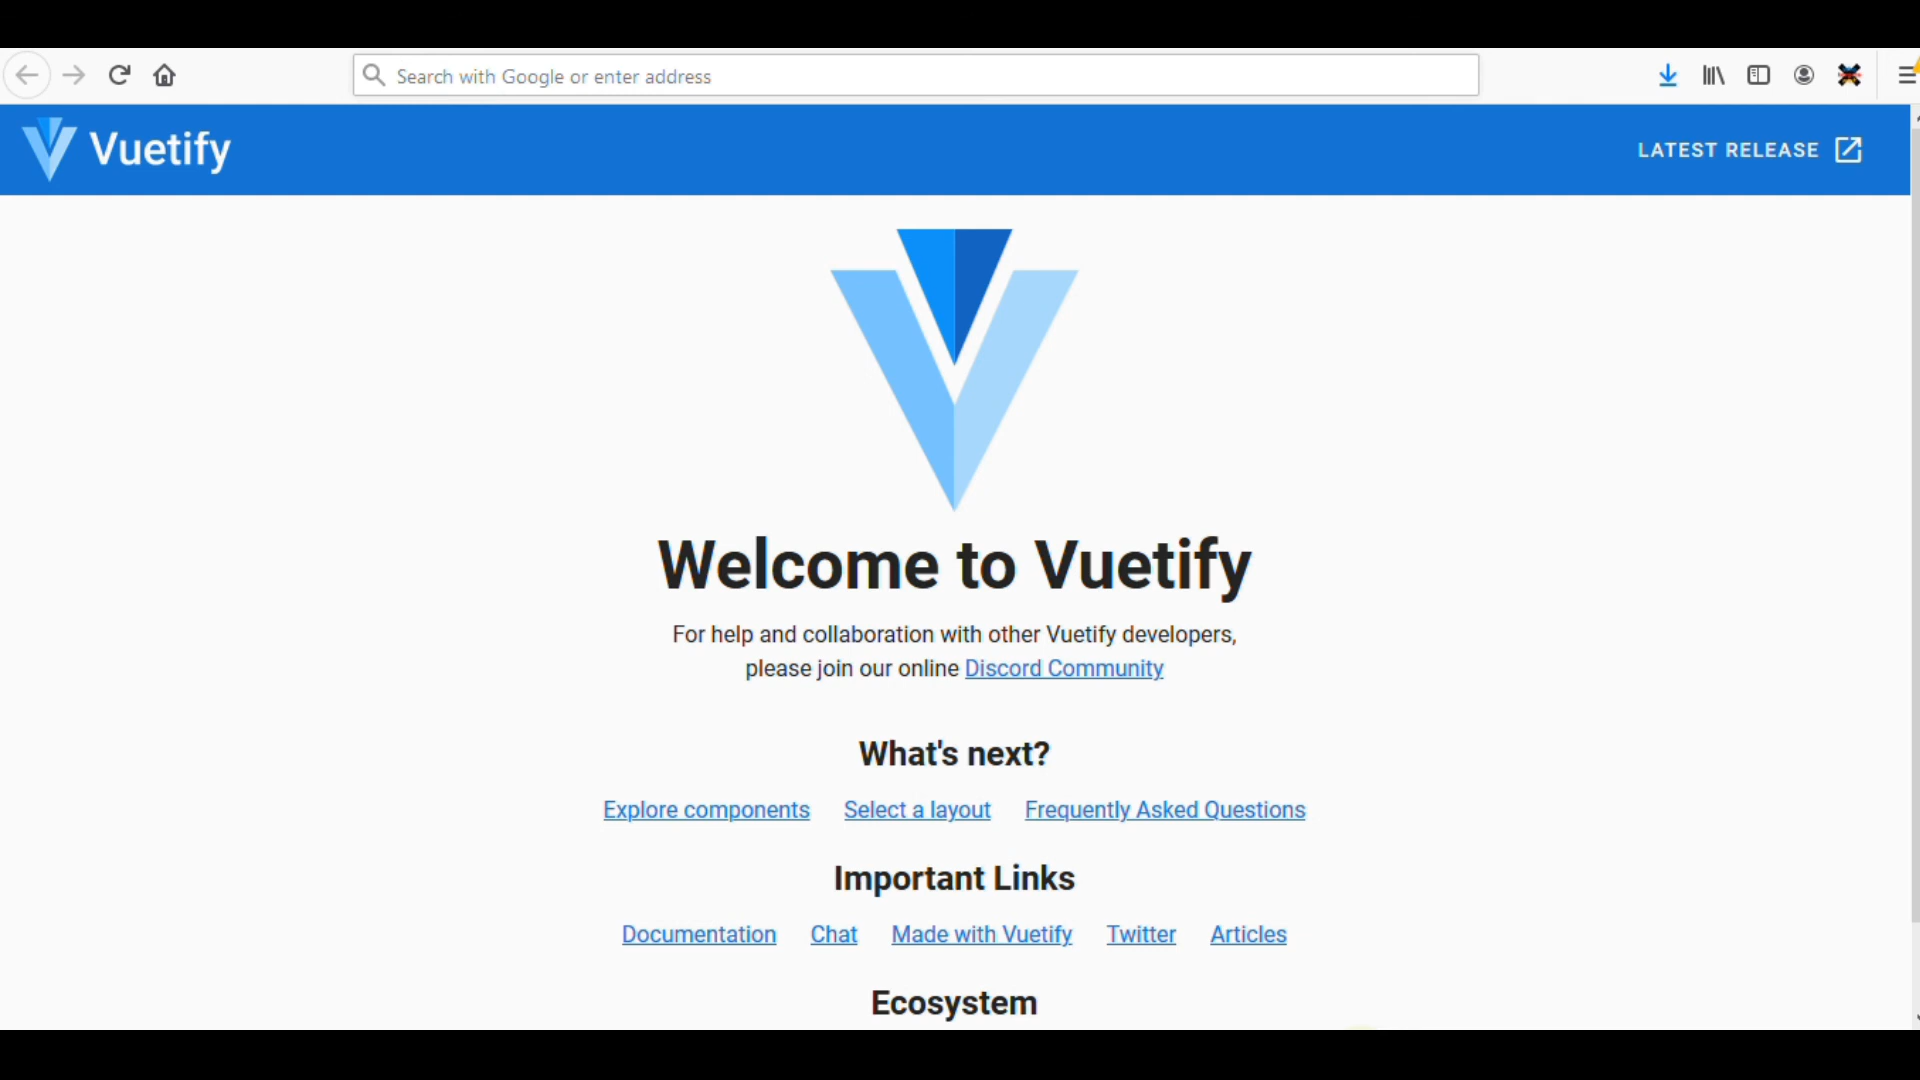 Search with Google or enter address
Vuetify
LATEST RELEASE
Welcome to Vuetify
For help and collaboration with other Vuetify developers,
please join our online Discord Community
What's next?
Explore components Select a layout Frequently Asked Questions
Important Links
Documentation Chat Made with Vuetify Twitter Articles
Ecosystem